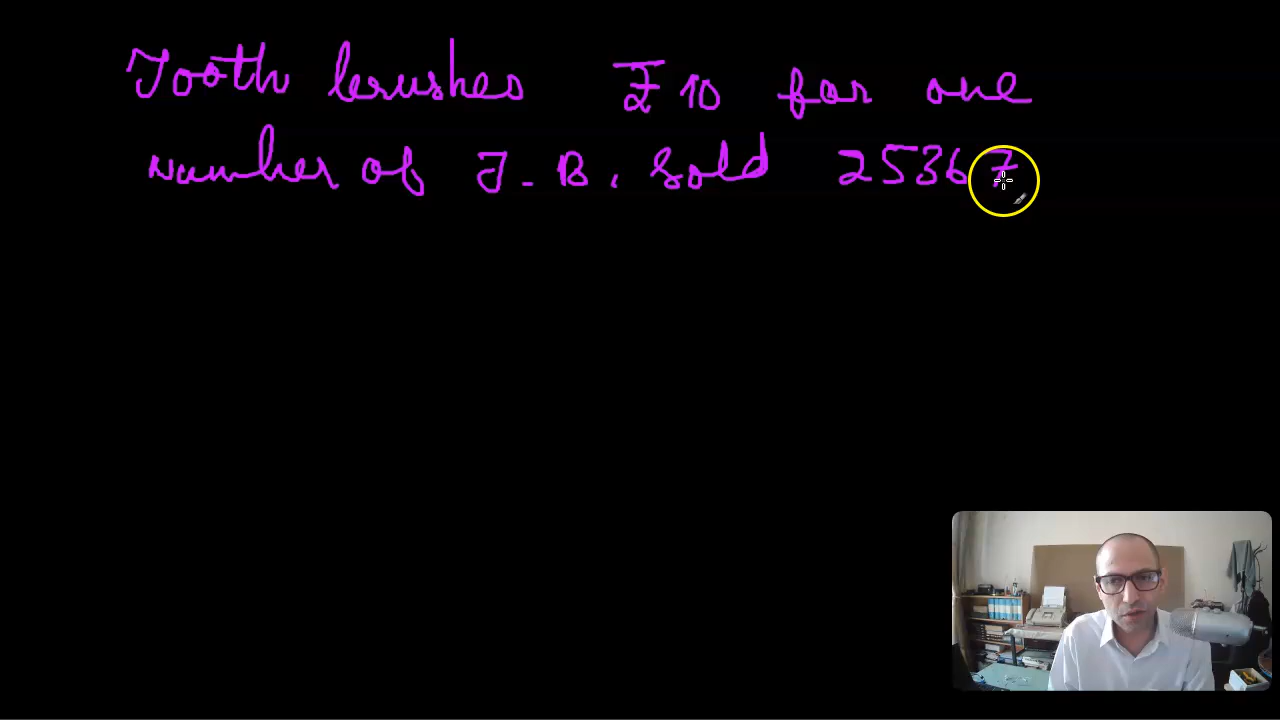 Tooth brushes ₹ 10 for one
number of T. B. sold 25367